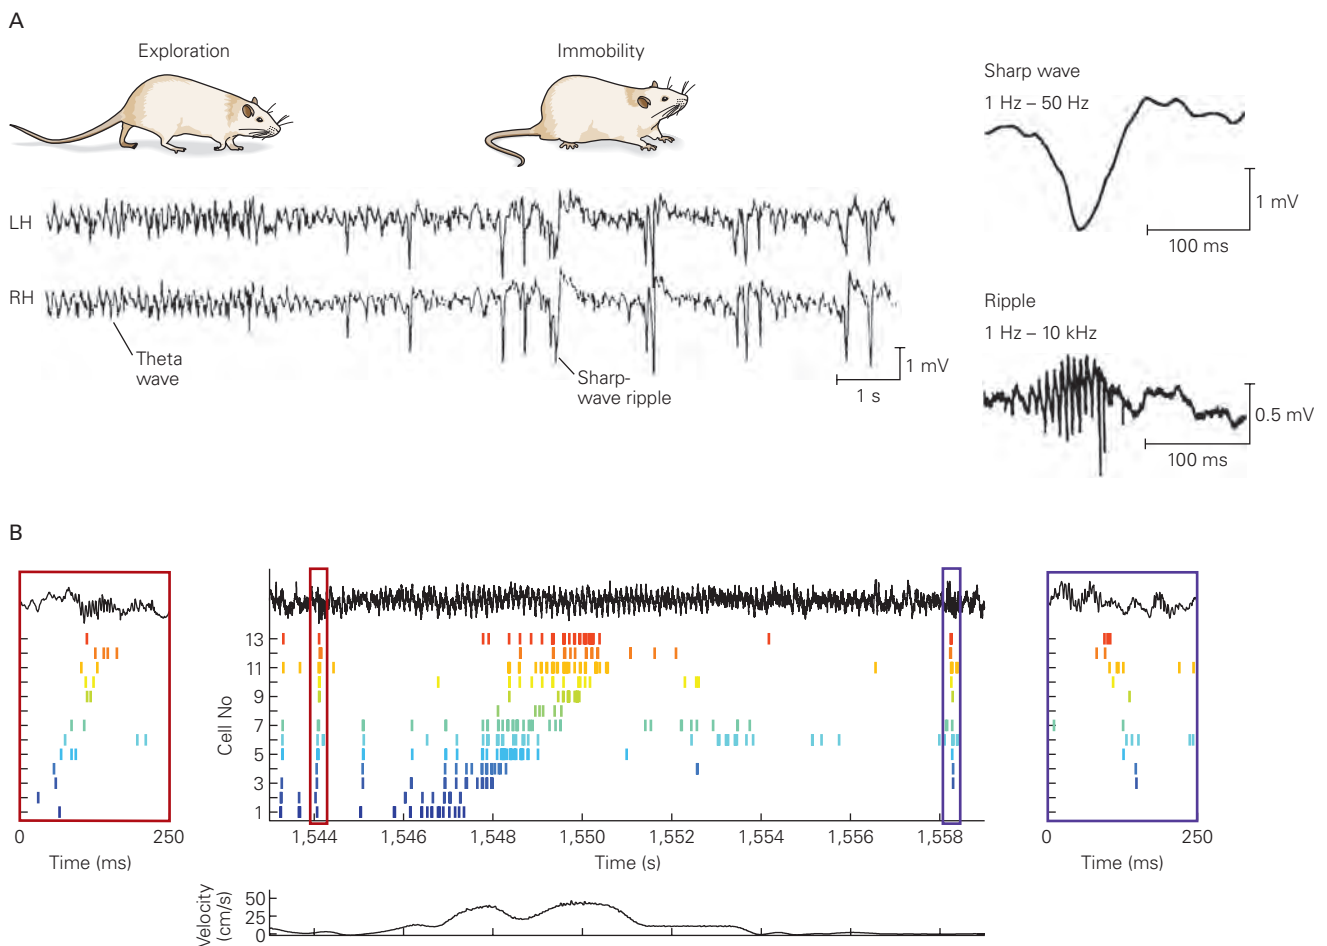 A
Exploration
Immobility
Sharp wave
1 Hz – 50 Hz
1 mV
100 ms
LH
RH
Theta
wave
Sharp-
wave ripple
1 mV
1 s
Ripple
1 Hz – 10 kHz
0.5 mV
100 ms
B
Cell No
13
11
9
7
5
3
1
0
250
Time (ms)
1,544
1,546
1,548
1,550
1,552
1,554
1,556
1,558
Time (s)
0
250
Time (ms)
Velocity
(cm/s)
50
25
0